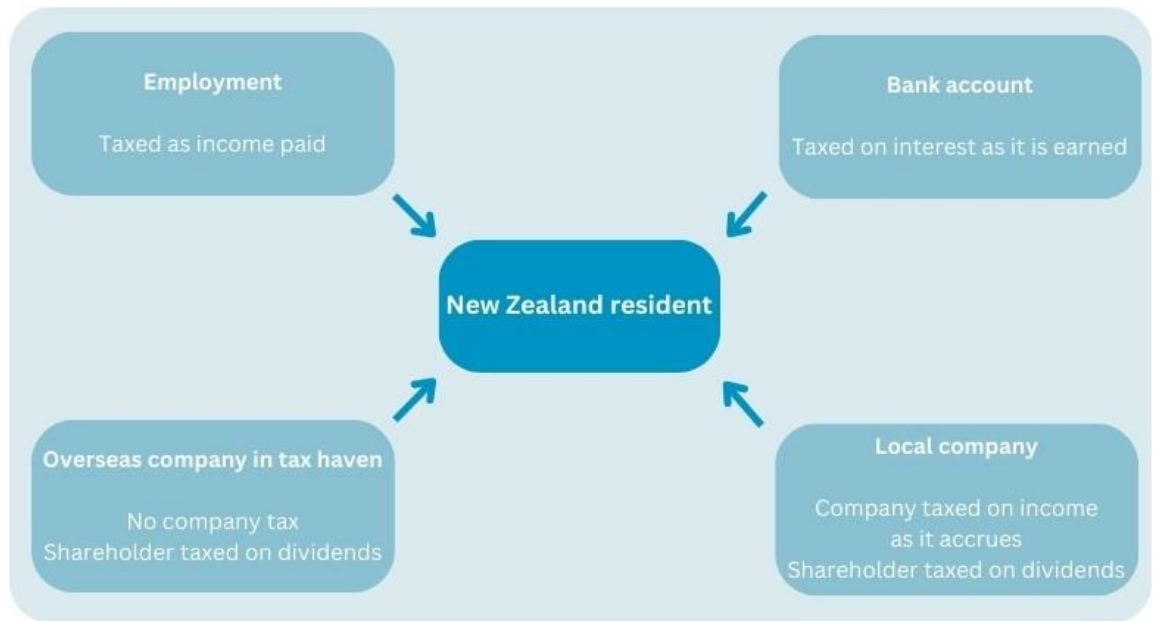 Employment
Taxed as income paid
Bank account
Taxed on interest as it is earned
New Zealand resident
Overseas company in tax haven
No company tax
Shareholder taxed on dividends
Local company
Company taxed on income
as it accrues
Shareholder taxed on dividends